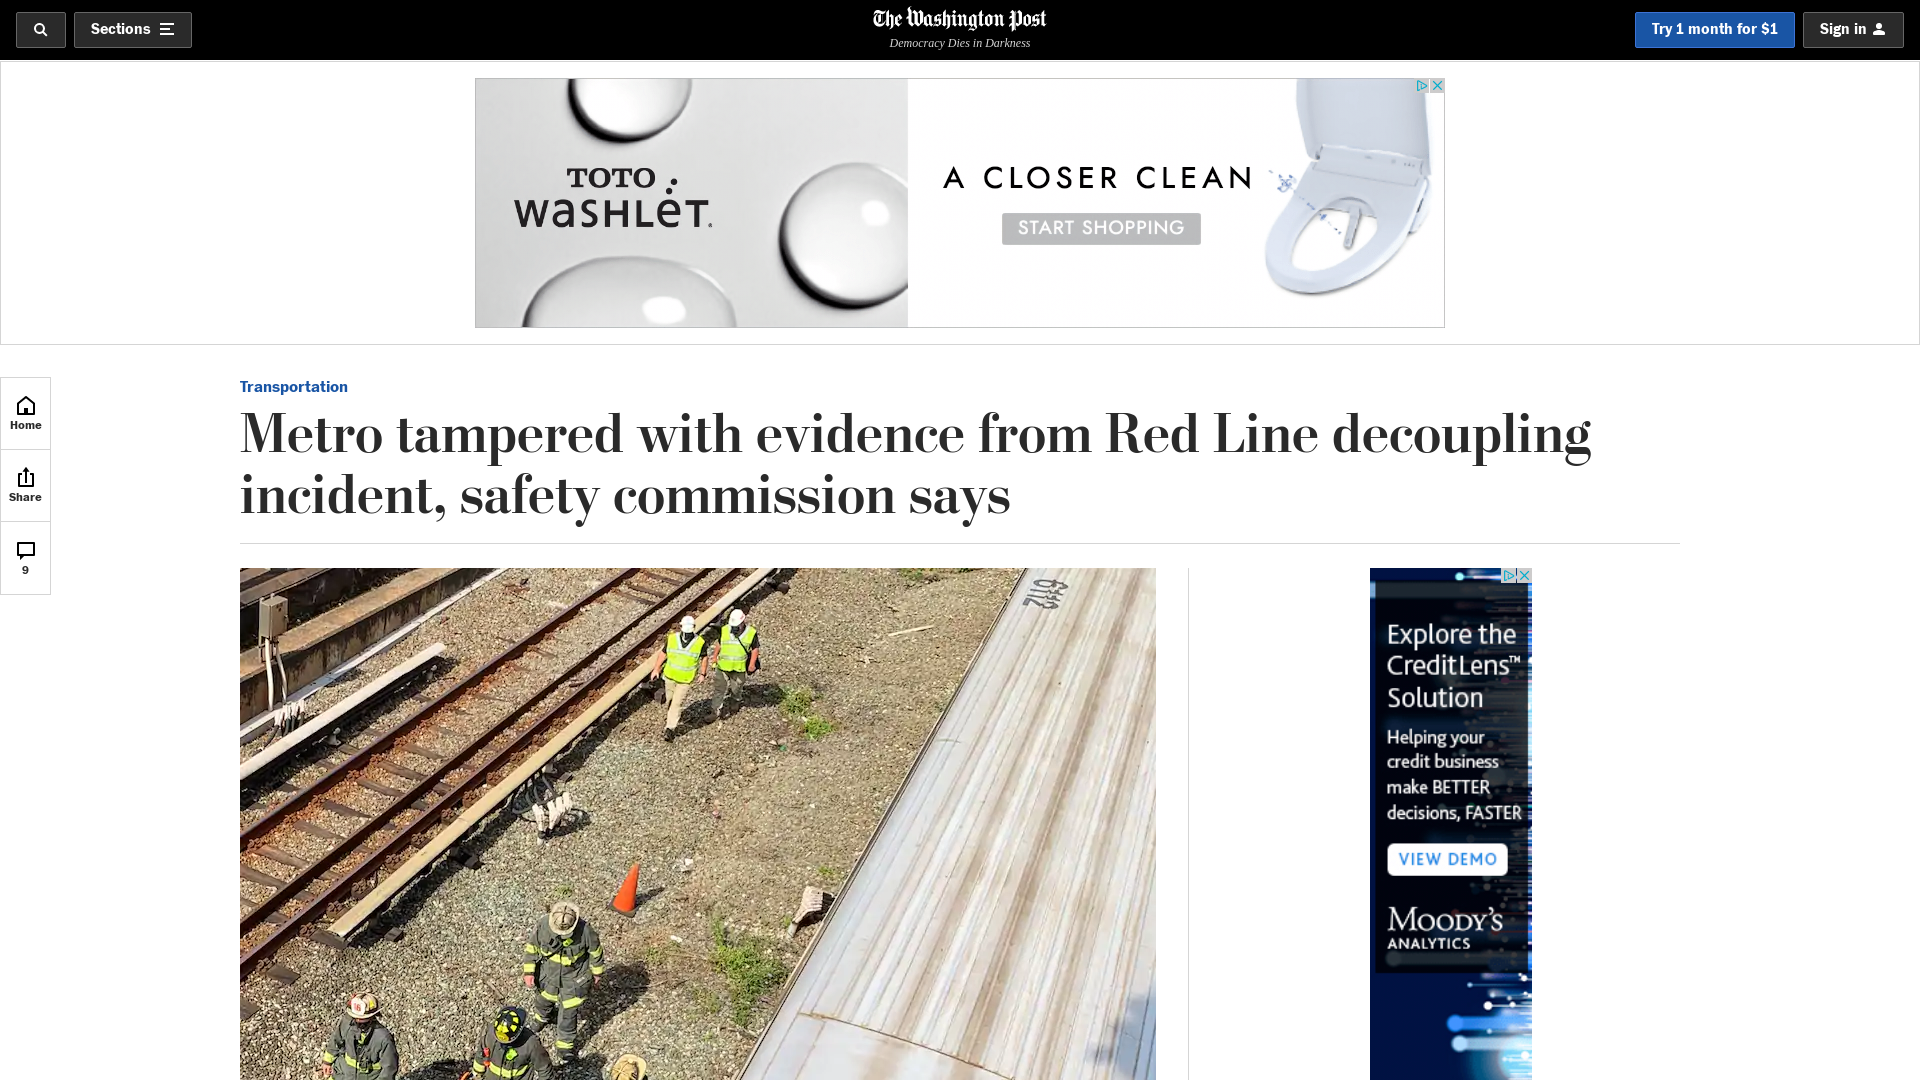 Sections
The Washington Post
Democracy Dies in Darkness
Try 1 month for $1
Sign in
TOTO
WASHLET®
A CLOSER CLEAN
START SHOPPING
Home
Share
9
Transportation
Metro tampered with evidence from Red Line decoupling
incident, safety commission says
Explore the
CreditLens™
Solution
Helping your
credit business
make BETTER
decisions, FASTER
VIEW DEMO
MOODY'S
ANALYTICS